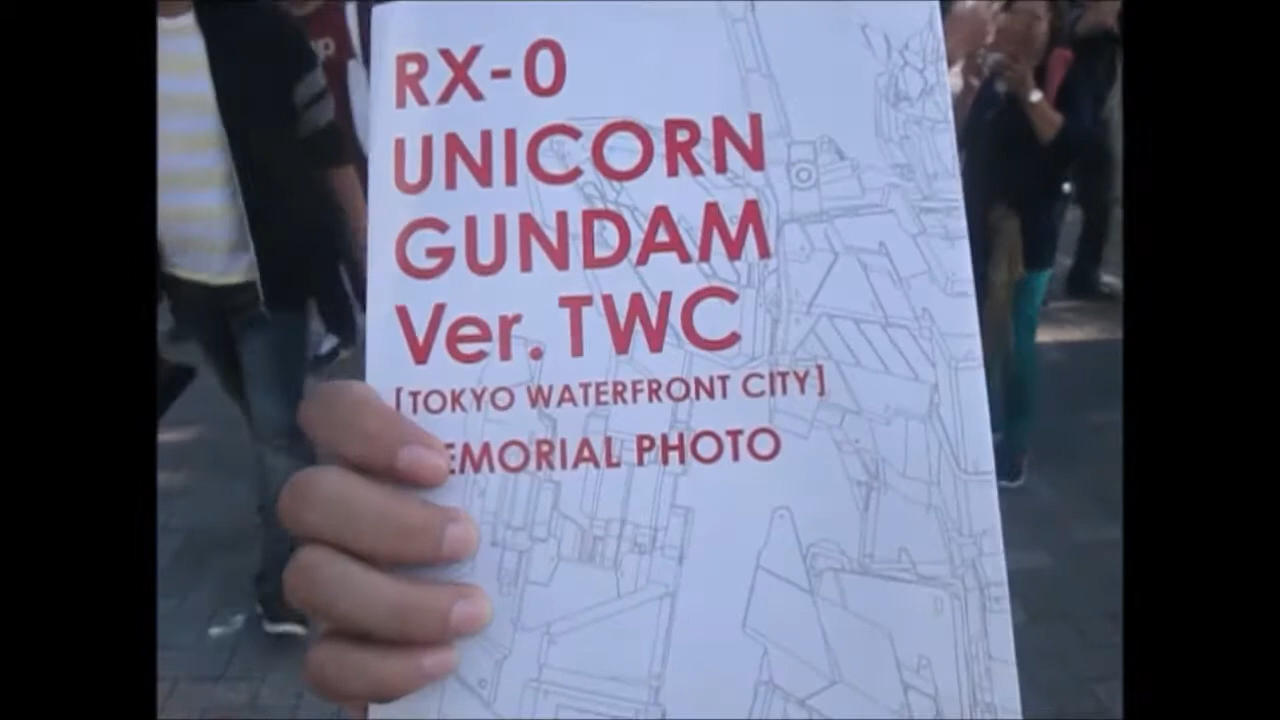 RX-0
UNICORN
GUNDAM
Ver. TWC
[TOKYO WATERFRONT CITY]
EMORIAL PHOTO